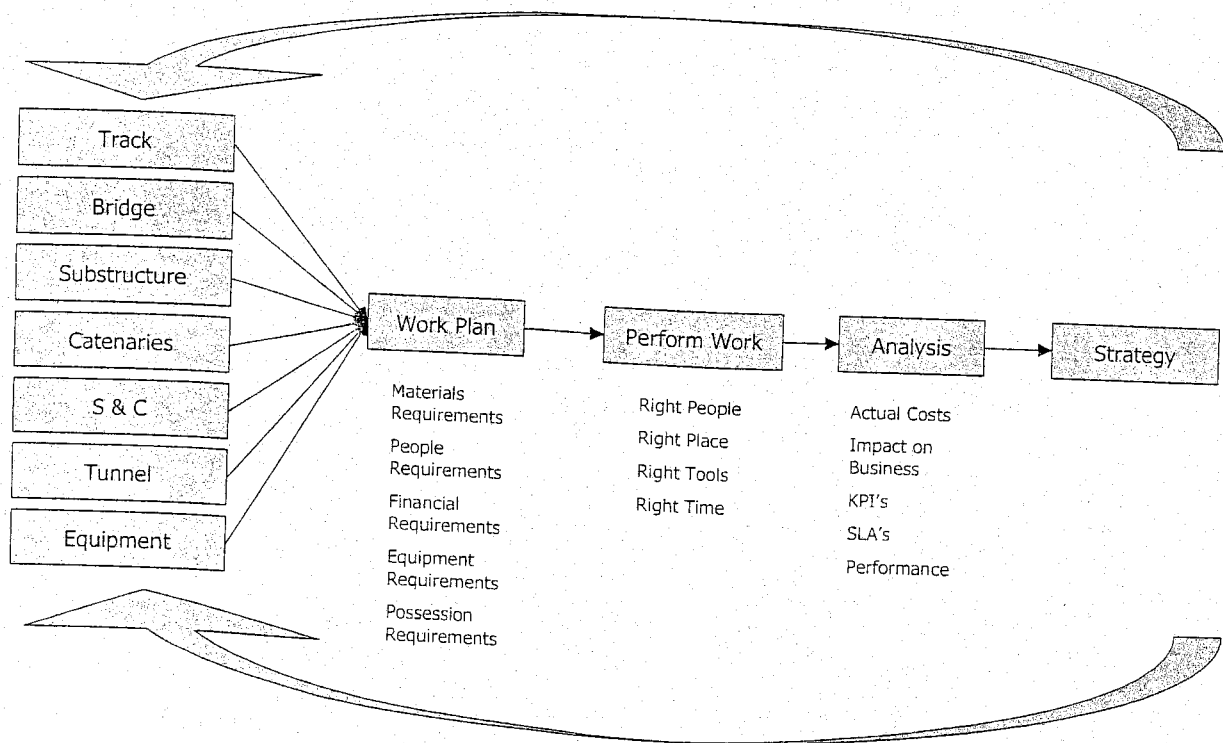 Track
Bridge
Substructure
Catenaries
S & C
Tunnel
Equipment
Work Plan
Materials
Requirements
People
Requirements
Financial
Requirements
Equipment
Requirements
Possession
Requirements
Perform Work
Right People
Right Place
Right Tools
Right Time
Analysis
Actual Costs
Impact on
Business
KPI's
SLA's
Performance
Strategy